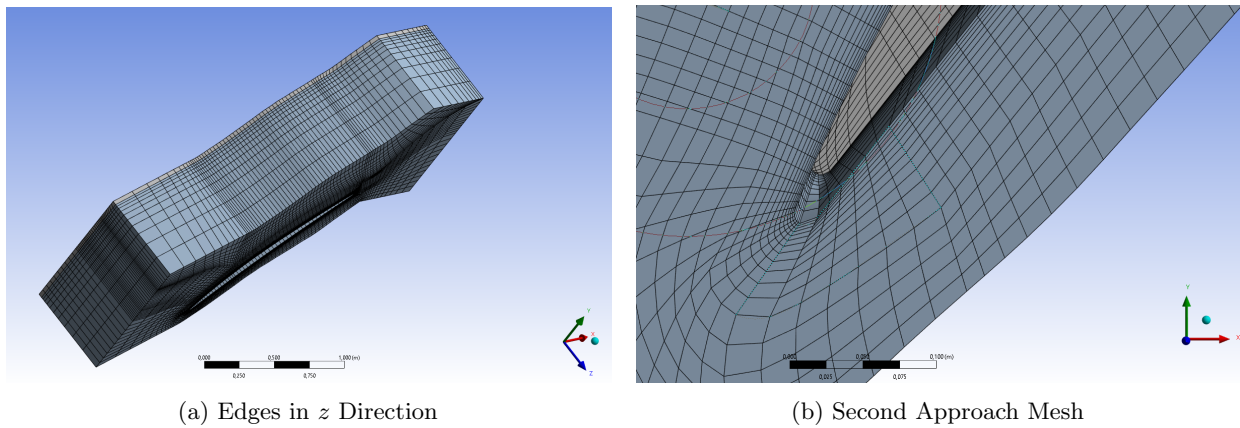 Y
X
Z
0,000
0,500
1,000 (m)
0,250
0,750
Y
X
0,000
0,050
0,100 (m)
0,025
0,075
(a) Edges in z Direction
(b) Second Approach Mesh